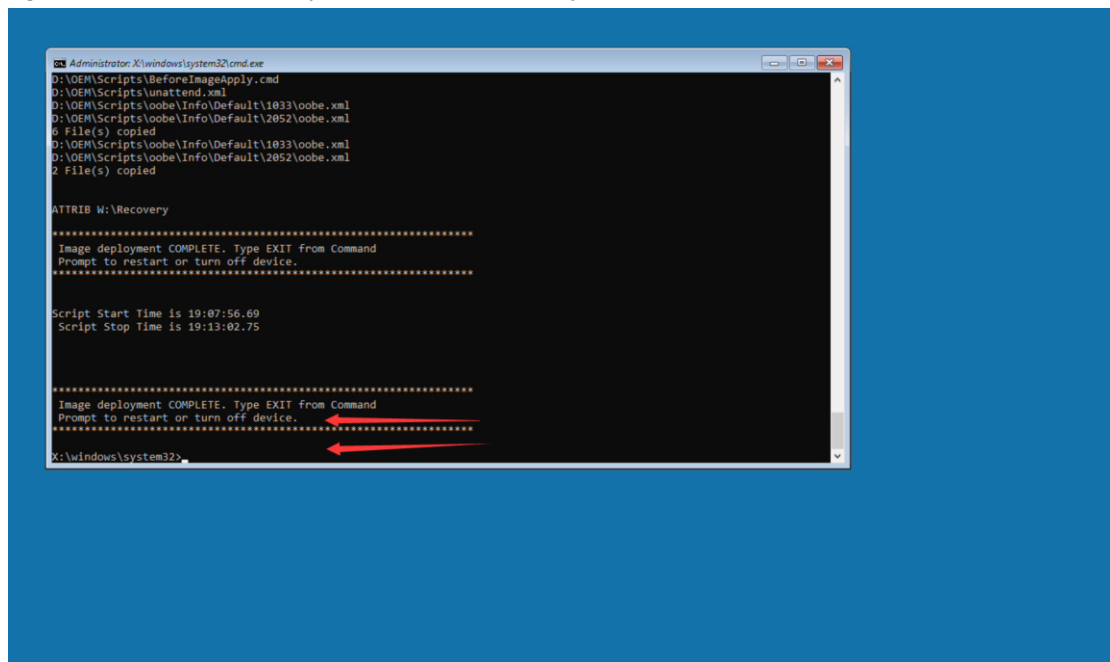 Administrator: X:\windows\system32\cmd.exe
D:\OEM\Scripts\BeforeImageApply.cmd
D:\OEM\Scripts\unattend.xml
D:\OEM\Scripts\oobe\Info\Default\1033\oobe.xml
D:\OEM\Scripts\oobe\Info\Default\2052\oobe.xml
6 File(s) copied
D:\OEM\Scripts\oobe\Info\Default\1033\oobe.xml
D:\OEM\Scripts\oobe\Info\Default\2052\oobe.xml
2 File(s) copied
ATTRIB W:\Recovery
*****************************************************************
Image deployment COMPLETE. Type EXIT from Command
Prompt to restart or turn off device.
*****************************************************************
Script Start Time is 19:07:56.69
Script Stop Time is 19:13:02.75
*****************************************************************
Image deployment COMPLETE. Type EXIT from Command
Prompt to restart or turn off device.
*****************************************************************
X:\windows\system32>_